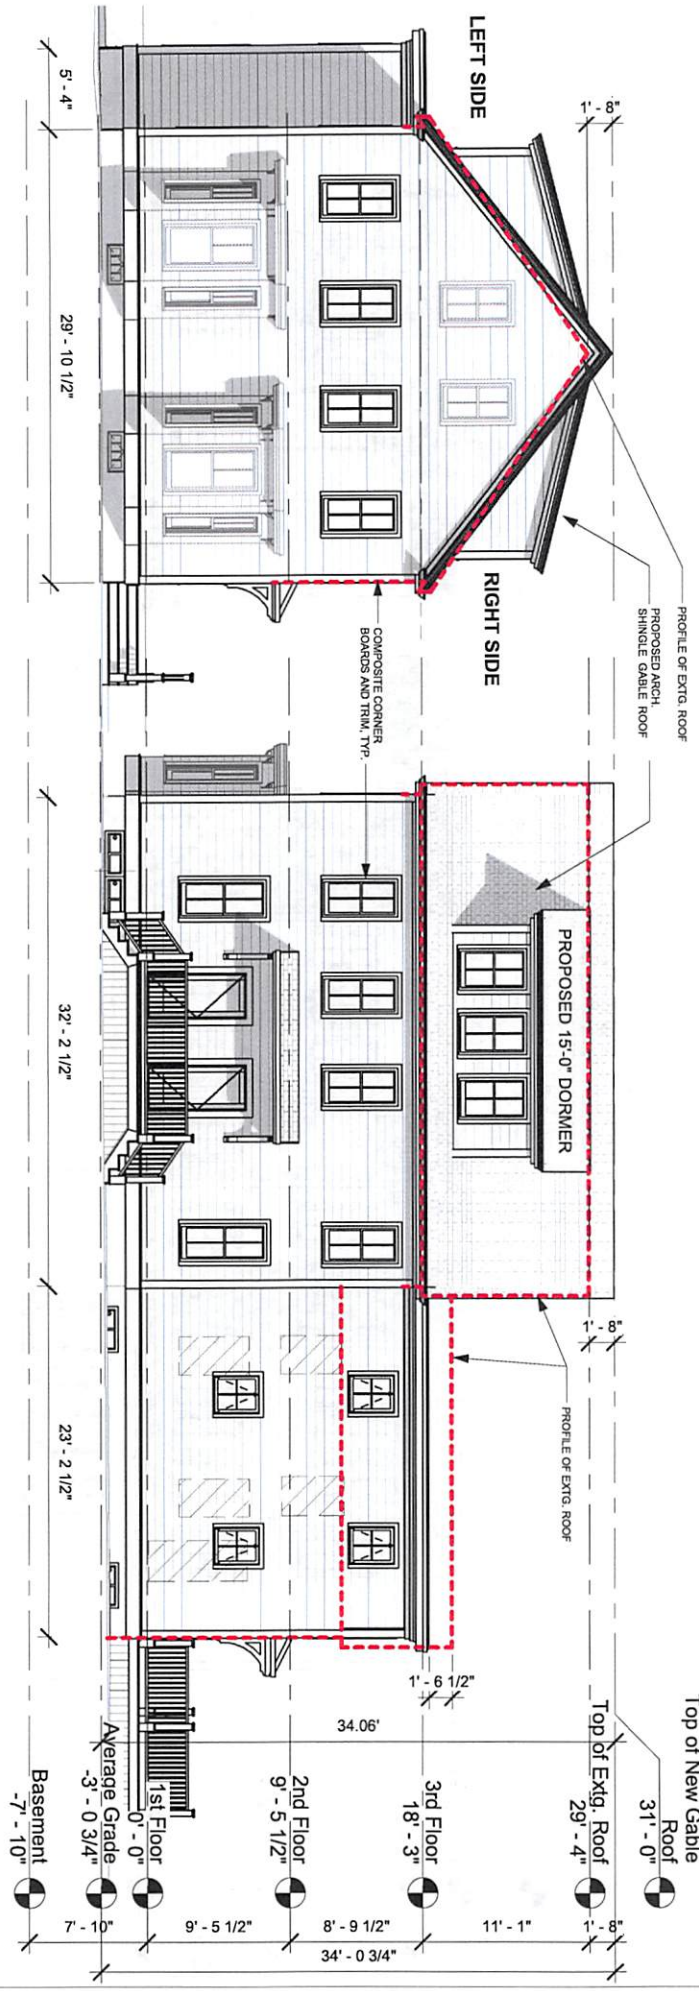 LEFT SIDE
RIGHT SIDE
1' - 8"
PROFILE OF EXTG. ROOF
PROPOSED ARCH.
SHINGLE GABLE ROOF
COMPOSITE CORNER
BOARDS AND TRIM, TYP.
5' - 4"
29' - 10 1/2"
PROPOSED 15'-0" DORMER
1' - 8"
PROFILE OF EXTG. ROOF
32' - 2 1/2"
23' - 2 1/2"
1' - 6 1/2"
34.06'
Top of New Gable
Roof
31' - 0"
Top of Extg. Roof
29' - 4"
3rd Floor
18' - 3"
2nd Floor
9' - 5 1/2"
1st Floor
0' - 0"
Average Grade
-3' - 0 3/4"
Basement
-7' - 10"
1' - 8"
11' - 1"
8' - 9 1/2"
9' - 5 1/2"
7' - 10"
34' - 0 3/4"